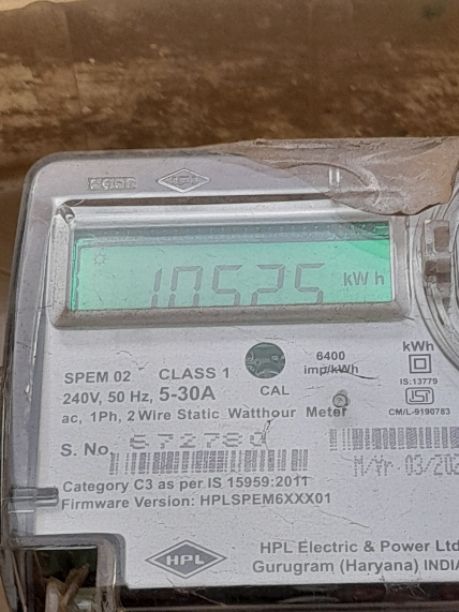 HPL
10525 kWh
SPEM 02 CLASS 1 6400 imp/kWh kWh
240V, 50 Hz, 5-30A CAL IS:13779
ac, 1Ph, 2 Wire Static Watthour Meter CM/L-9190783
S. No. 672780
M/Yr 03/202
Category C3 as per IS 15959:2011
Firmware Version: HPLSPEM6XXX01
HPL HPL Electric & Power Ltd
Gurugram (Haryana) INDIA